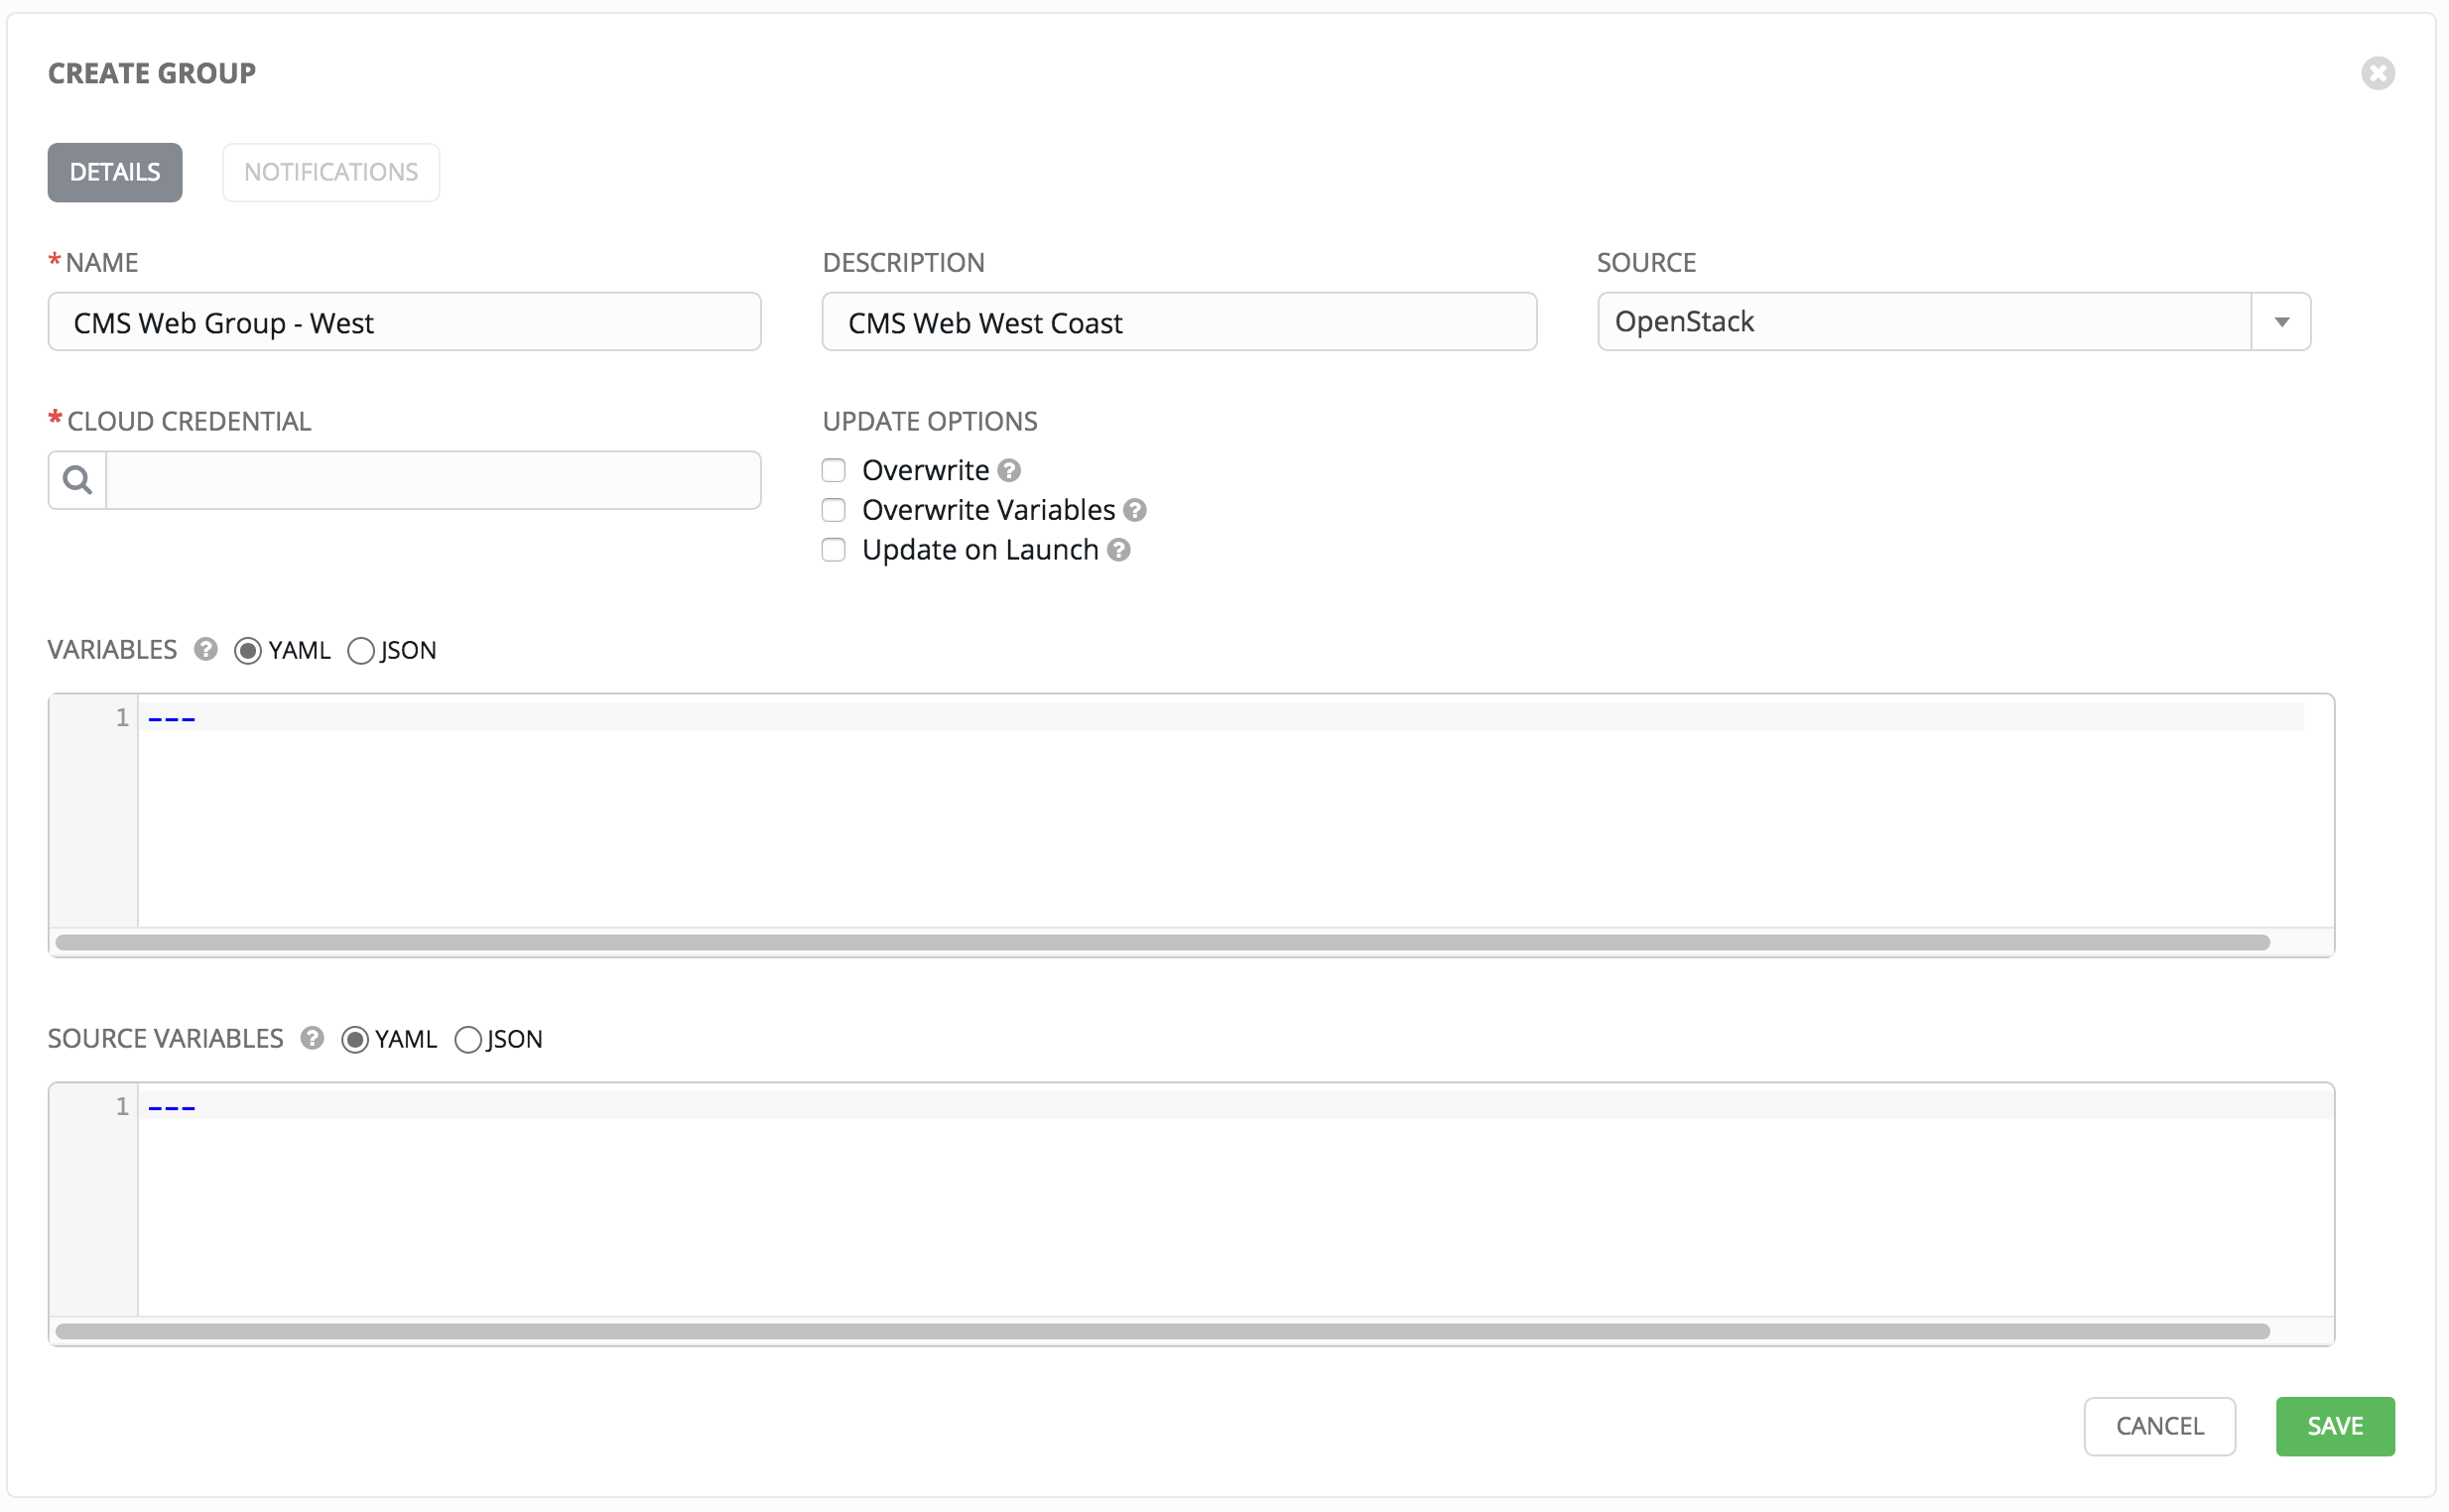 CREATE GROUP
DETAILS NOTIFICATIONS
* NAME DESCRIPTION SOURCE
CMS Web Group - West CMS Web West Coast OpenStack
* CLOUD CREDENTIAL UPDATE OPTIONS
Overwrite ?
Overwrite Variables ?
Update on Launch ?
VARIABLES ? YAML JSON
1 ---
SOURCE VARIABLES ? YAML JSON
1 ---
CANCEL SAVE